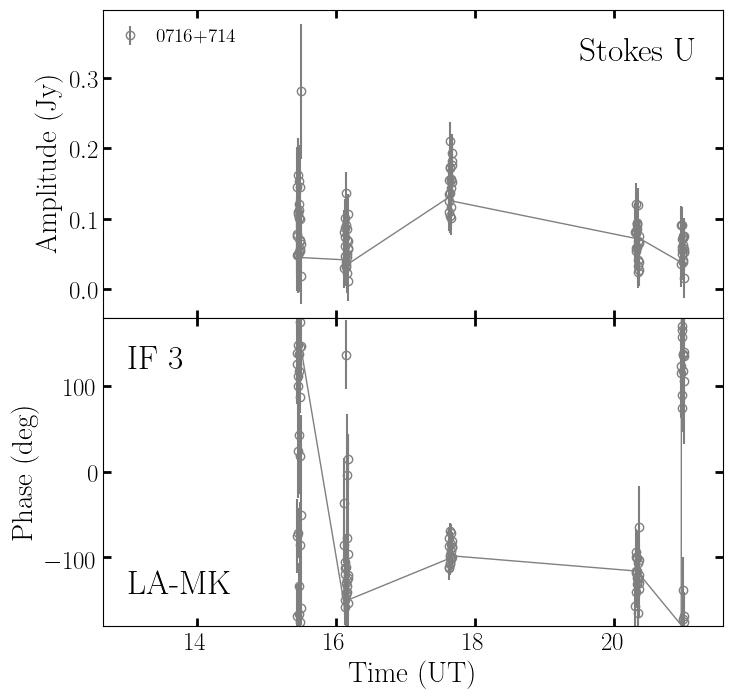 0716+714
Stokes U
Amplitude (Jy)
0.3
0.2
0.1
0.0
IF 3
Phase (deg)
100
0
−100
LA-MK
14 16 18 20
Time (UT)